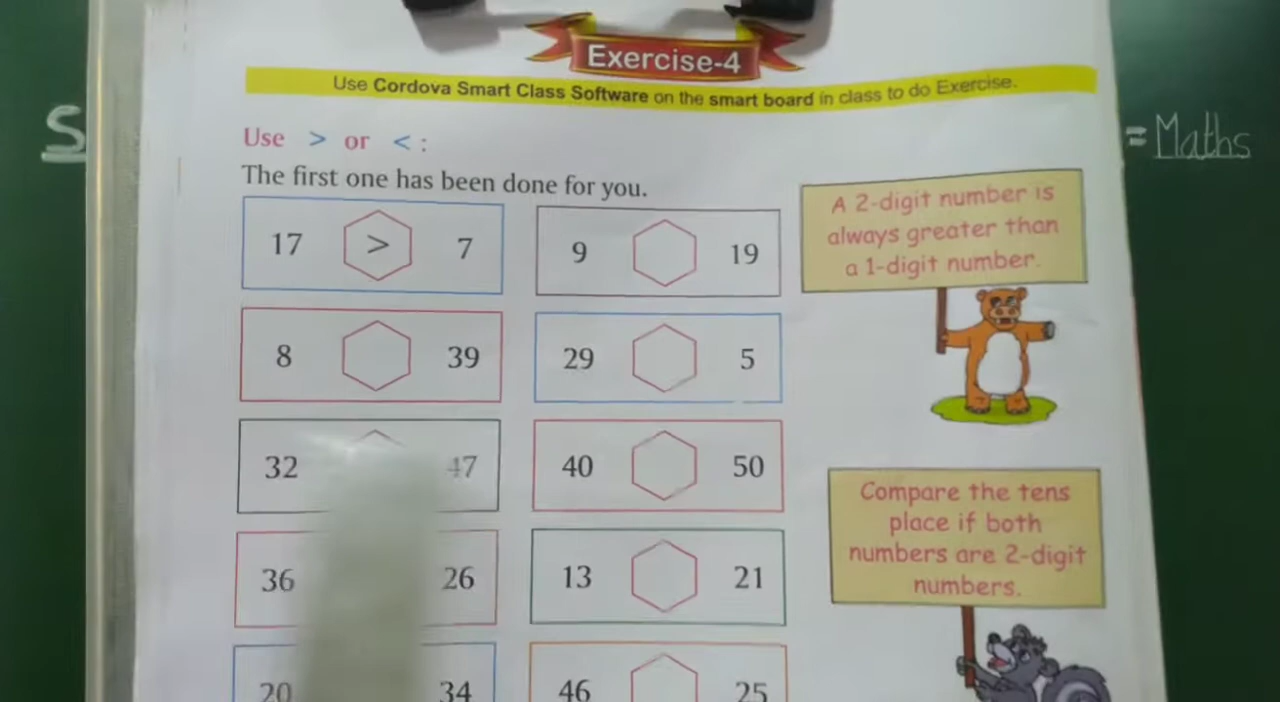 Exercise-4
Use Cordova Smart Class Software on the smart board in class to do Exercise.
S
= Maths
Use > or < :
The first one has been done for you.
17 > 7
9 19
8 39
29 5
32 47
40 50
36 26
13 21
20 34
46 25
A 2-digit number is
always greater than
a 1-digit number.
Compare the tens
place if both
numbers are 2-digit
numbers.